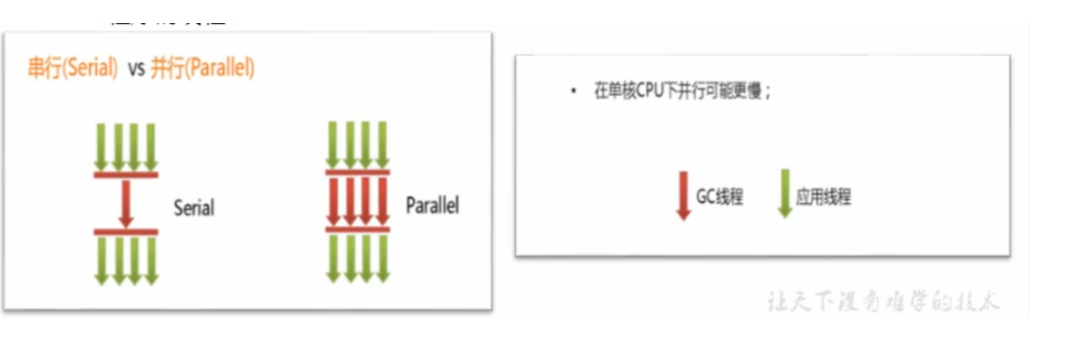 串行(Serial) vs 并行(Parallel)
Serial
Parallel
• 在单核CPU下并行可能更慢；
GC线程
应用线程
让天下没有难学的技术